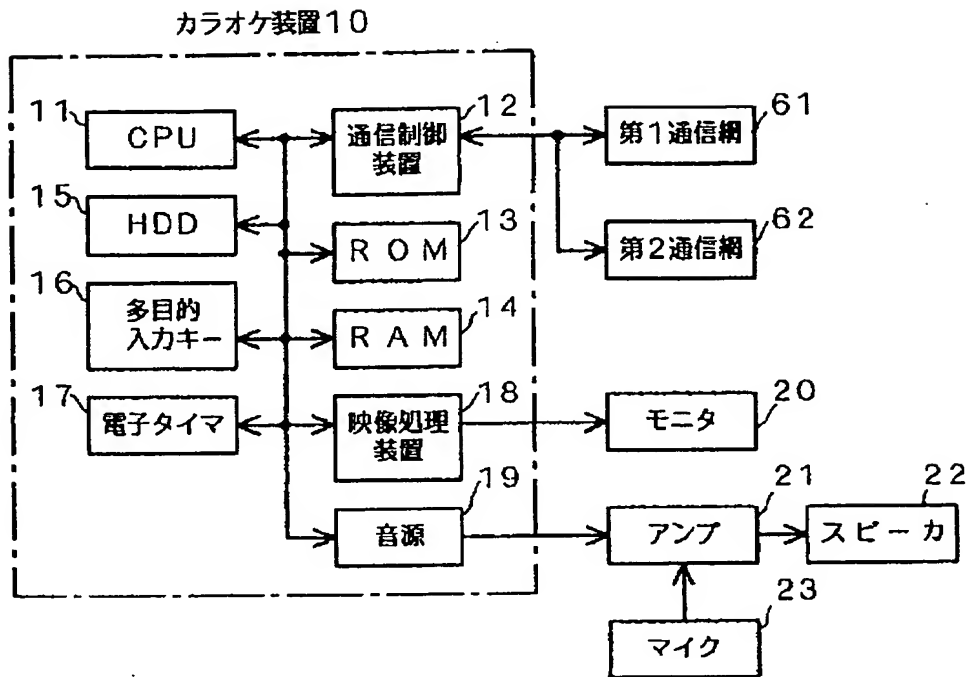 カラオケ装置10
11
CPU
12
通信制御
装置
61
第1通信網
15
HDD
13
ROM
62
第2通信網
16
多目的
入力キー
14
RAM
17
電子タイマ
18
映像処理
装置
20
モニタ
19
音源
21
アンプ
22
スピーカ
23
マイク